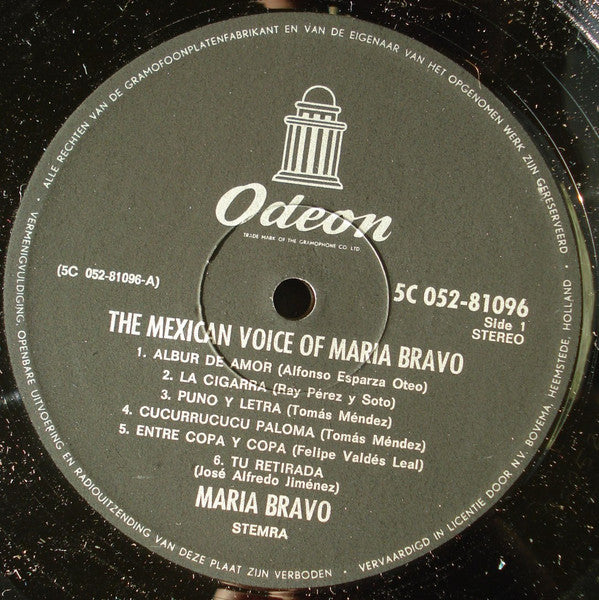 ALLE RECHTEN VAN DE GRAMOFOONPLATENFABRIKANT EN VAN DE EIGENAAR VAN HET OPGENOMEN WERK ZIJN GERESERVEERD
Odeon
TRADE MARK OF THE GRAMOPHONE CO. LTD.
(5C 052-81096-A)
5C 052-81096
Side 1
STEREO
THE MEXICAN VOICE OF MARIA BRAVO
1. ALBUR DE AMOR (Alfonso Esparza Oteo)
2. LA CIGARRA (Ray Pérez y Soto)
3. PUNO Y LETRA (Tomás Méndez)
4. CUCURRUCUCU PALOMA (Tomás Méndez)
5. ENTRE COPA Y COPA (Felipe Valdés Leal)
6. TU RETIRADA
(José Alfredo Jiménez)
MARIA BRAVO
STEMRA
VERMENIGVULDIGING, OPENBARE UITVOERING EN RADIOUITZENDING VAN DEZE PLAAT ZIJN VERBODEN • VERVAARDIGD IN LICENTIE DOOR N.V. BOVEMA, HEEMSTEDE, HOLLAND •